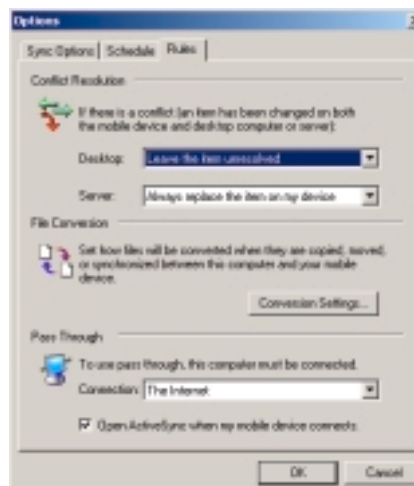 Options
Sync Options Schedule Rules
Conflict Resolution
If there is a conflict (an item has been changed on both
the mobile device and desktop computer or server):
Desktop: Leave the item unresolved
Server: Always replace the item on my device
File Conversion
Set how files will be converted when they are copied, moved,
or synchronized between this computer and your mobile
device.
Conversion Settings...
Pass Through
To use pass through, this computer must be connected.
Connection: The Internet
Open ActiveSync when my mobile device connects.
OK Cancel